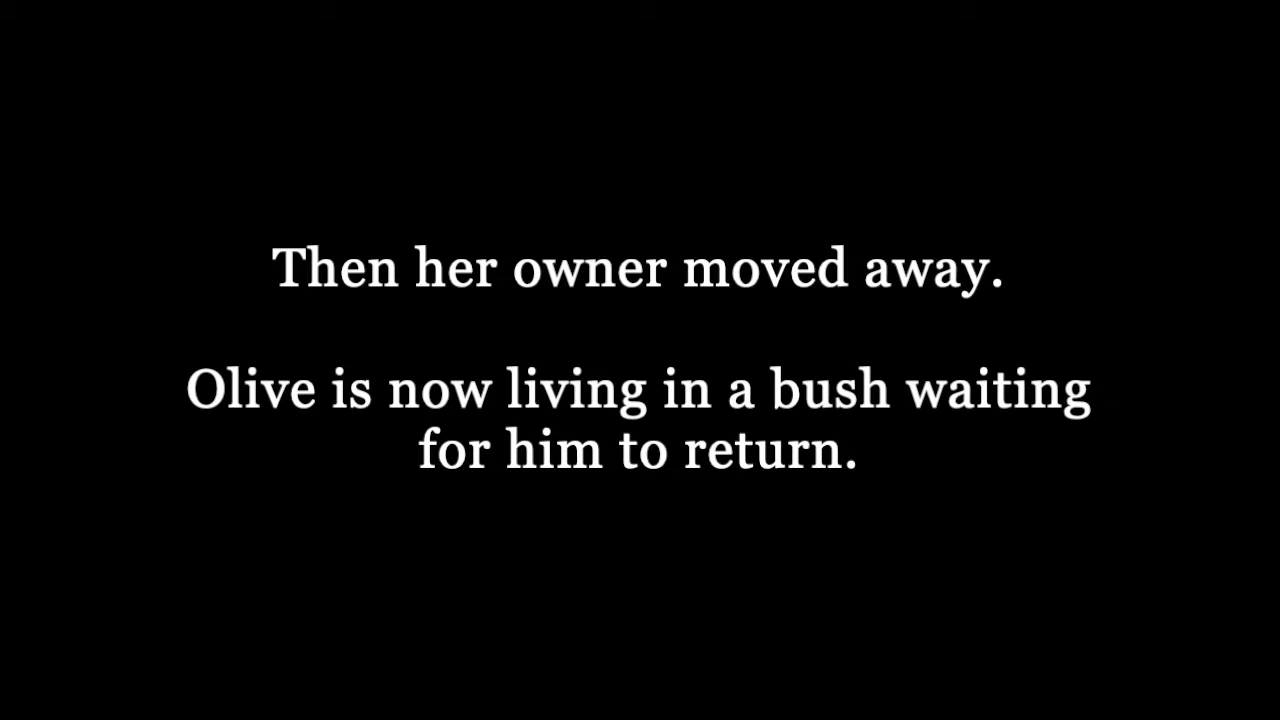 Then her owner moved away.
Olive is now living in a bush waiting
for him to return.